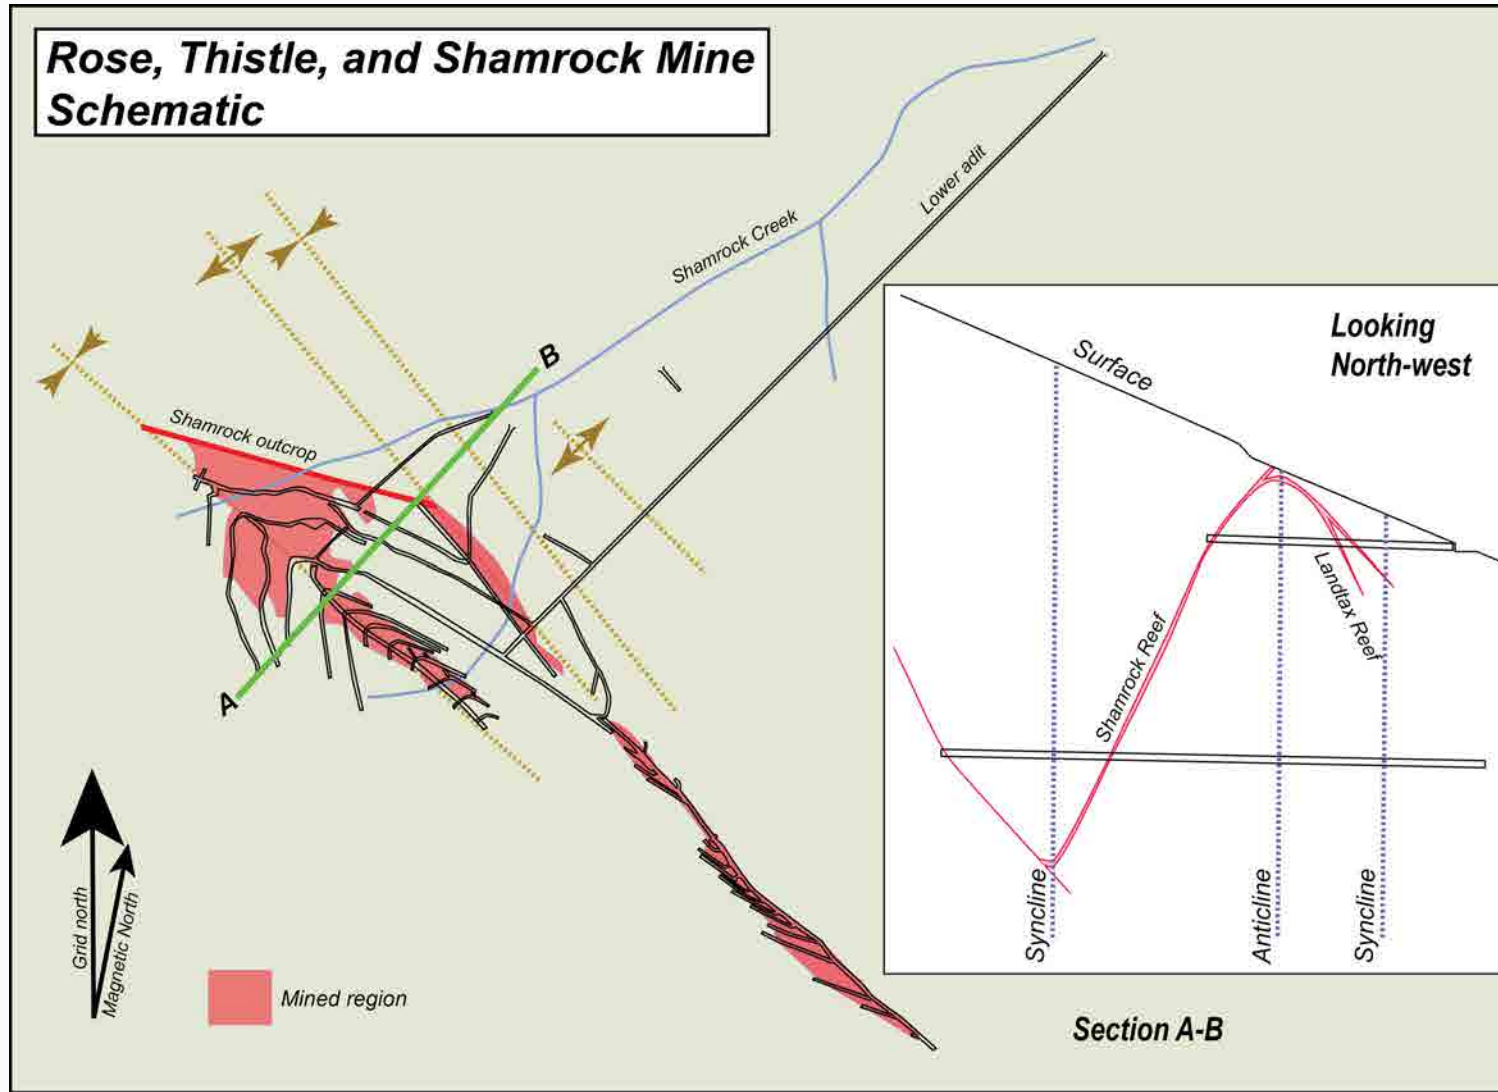 Rose, Thistle, and Shamrock Mine
Schematic
Lower adit
Shamrock Creek
B
Shamrock outcrop
A
Grid north
Magnetic North
Mined region
Looking
North-west
Surface
Shamrock Reef
Landtax Reef
Syncline
Anticline
Syncline
Section A-B